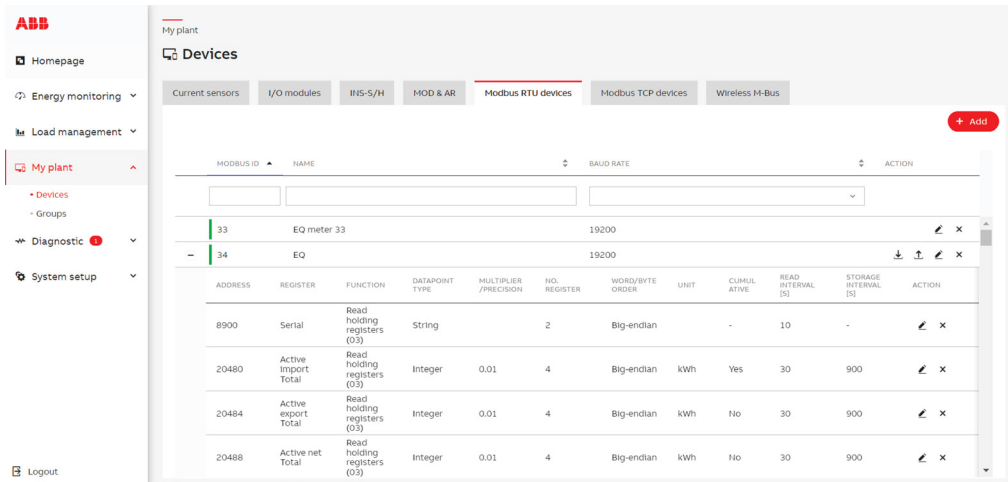 ABB
Homepage
Energy monitoring
Load management
My plant
Devices
Groups
Diagnostic 1
System setup
Logout
My plant
Devices
Current sensors I/O modules INS-S/H MOD & AR Modbus RTU devices Modbus TCP devices Wireless M-Bus
+ Add
MODBUS ID NAME BAUD RATE ACTION
33 EQ meter 33 19200
− 34 EQ 19200
ADDRESS REGISTER FUNCTION DATAPOINT TYPE MULTIPLIER /PRECISION NO. REGISTER WORD/BYTE ORDER UNIT CUMUL ATIVE READ INTERVAL [S] STORAGE INTERVAL [S] ACTION
8900 Serial Read holding registers (03) String 2 Big-endian - 10 -
20480 Active import Total Read holding registers (03) Integer 0.01 4 Big-endian kWh Yes 30 900
20484 Active export Total Read holding registers (03) Integer 0.01 4 Big-endian kWh No 30 900
20488 Active net Total Read holding registers (03) Integer 0.01 4 Big-endian kWh No 30 900